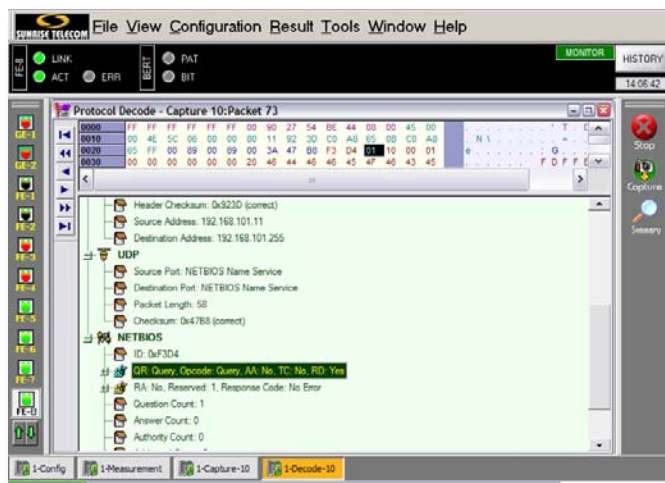 SUNRISE TELECOM File View Configuration Result Tools Window Help
FE-8 LINK BERT PAT MONITOR HISTORY
ACT ERR BIT
14:06:42
Protocol Decode - Capture 10:Packet 73
0000 FF FF FF FF FF FF 00 90 27 54 BE 44 08 00 45 00
0010 00 4E 5C 06 00 00 80 11 92 3D C0 A8 65 0B C0 A8
0020 65 FF 00 89 00 89 00 3A 47 B8 F3 D4 01 10 00 01
0030 00 00 00 00 00 00 20 46 44 46 46 45 4F 46 43 45
Header Checksum: 0x923D (correct)
Source Address: 192.168.101.11
Destination Address: 192.168.101.255
UDP
Source Port: NETBIOS Name Service
Destination Port: NETBIOS Name Service
Packet Length: 58
Checksum: 0x47B8 (correct)
NETBIOS
ID: 0xF3D4
QR: Query, Opcode: Query, AA: No, TC: No, RD: Yes
RA: No, Reserved: 1, Response Code: No Error
Question Count: 1
Answer Count: 0
Authority Count: 0
GE-1
GE-2
FE-1
FE-2
FE-3
FE-4
FE-5
FE-6
FE-7
FE-8
Stop
Capture
Summary
1-Config 1-Measurement 1-Capture-10 1-Decode-10